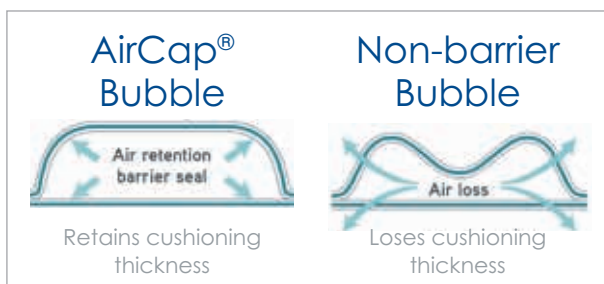 AirCap®
Bubble
Air retention
barrier seal
Retains cushioning
thickness
Non-barrier
Bubble
Air loss
Loses cushioning
thickness